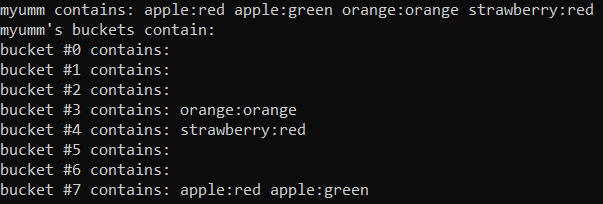 myumm contains: apple:red apple:green orange:orange strawberry:red
myumm's buckets contain:
bucket #0 contains:
bucket #1 contains:
bucket #2 contains:
bucket #3 contains: orange:orange
bucket #4 contains: strawberry:red
bucket #5 contains:
bucket #6 contains:
bucket #7 contains: apple:red apple:green